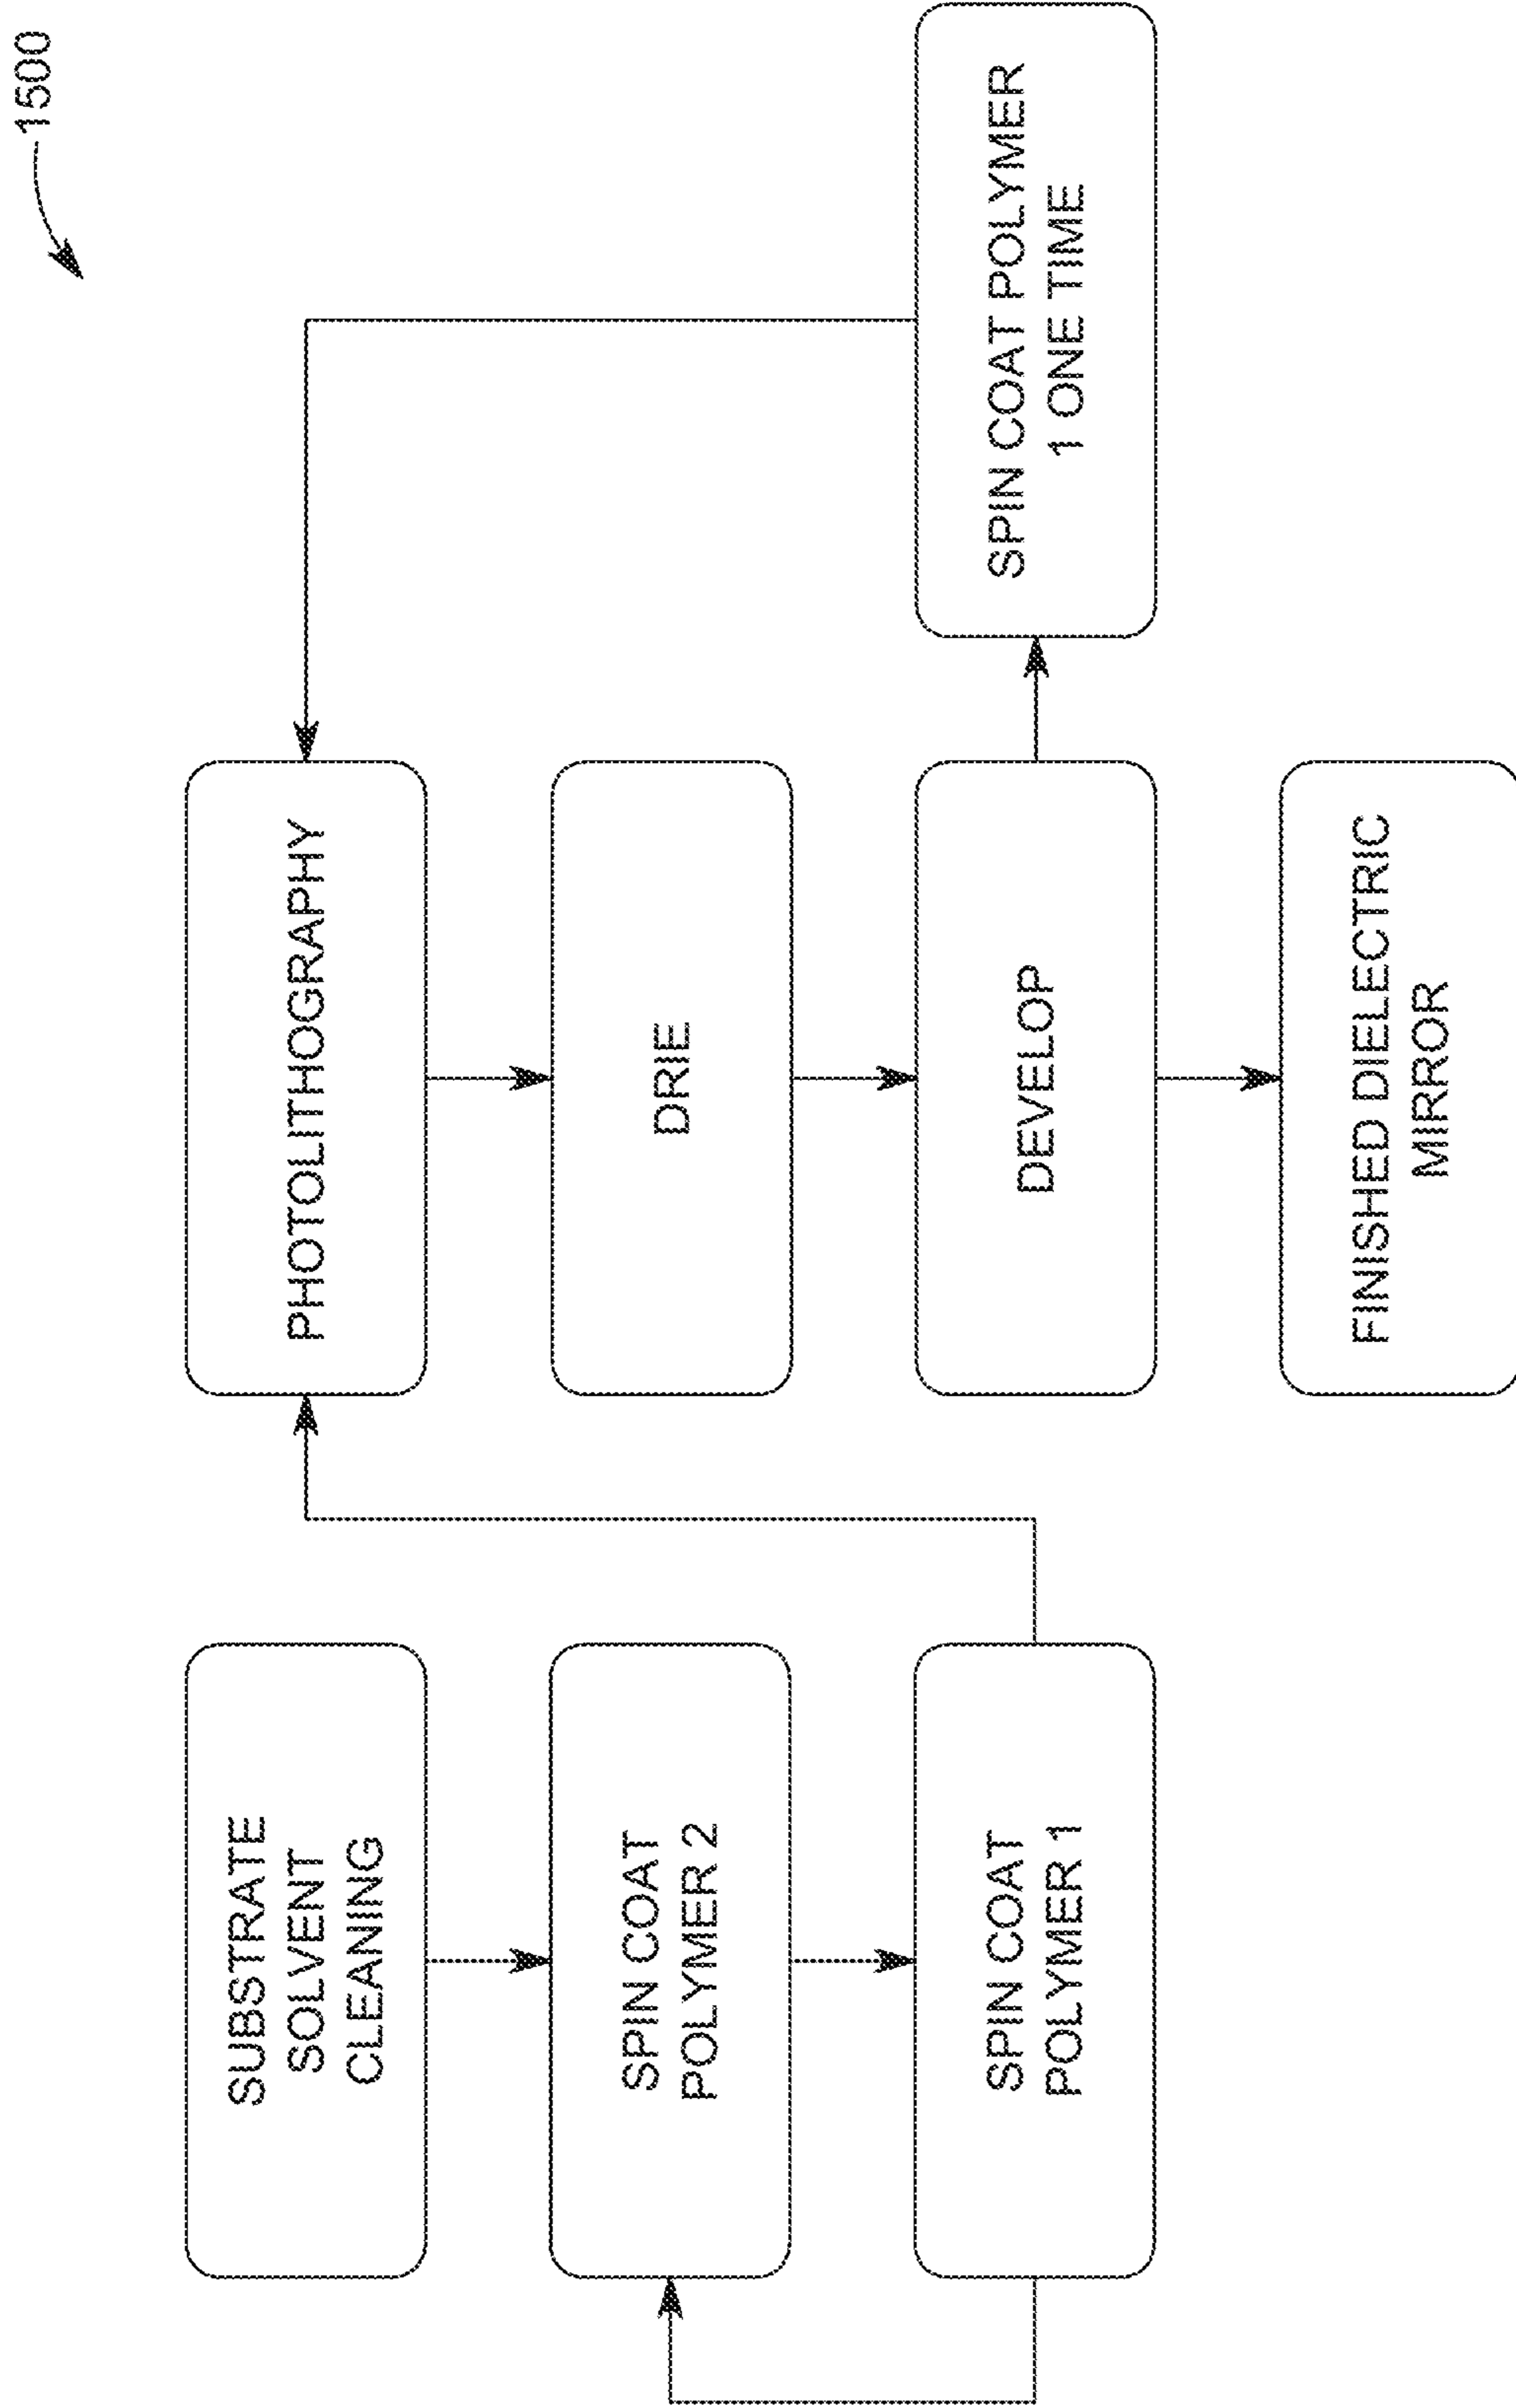 1500
SUBSTRATE
SOLVENT
CLEANING
SPIN COAT
POLYMER 2
SPIN COAT
POLYMER 1
PHOTOLITHOGRAPHY
DRIE
DEVELOP
FINISHED DIELECTRIC
MIRROR
SPIN COAT POLYMER
1 ONE TIME